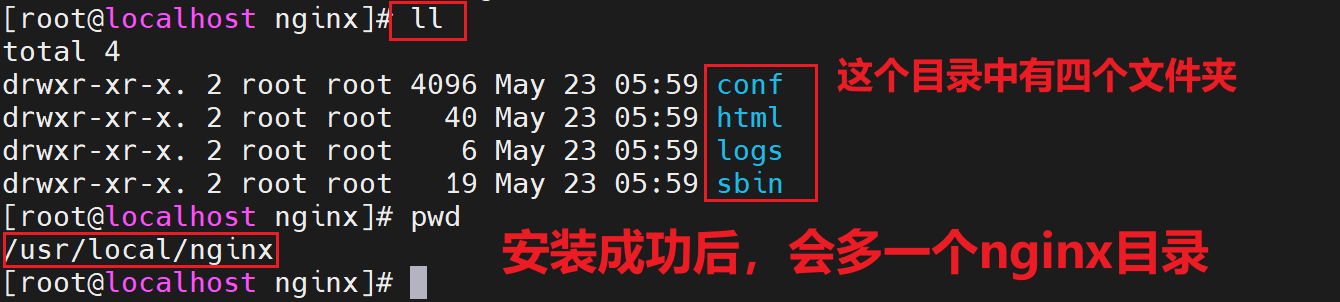 [root@localhost nginx]# ll
total 4
drwxr-xr-x. 2 root root 4096 May 23 05:59 conf
这个目录中有四个文件夹
drwxr-xr-x. 2 root root   40 May 23 05:59 html
drwxr-xr-x. 2 root root    6 May 23 05:59 logs
drwxr-xr-x. 2 root root   19 May 23 05:59 sbin
[root@localhost nginx]# pwd
/usr/local/nginx
安装成功后，会多一个nginx目录
[root@localhost nginx]#